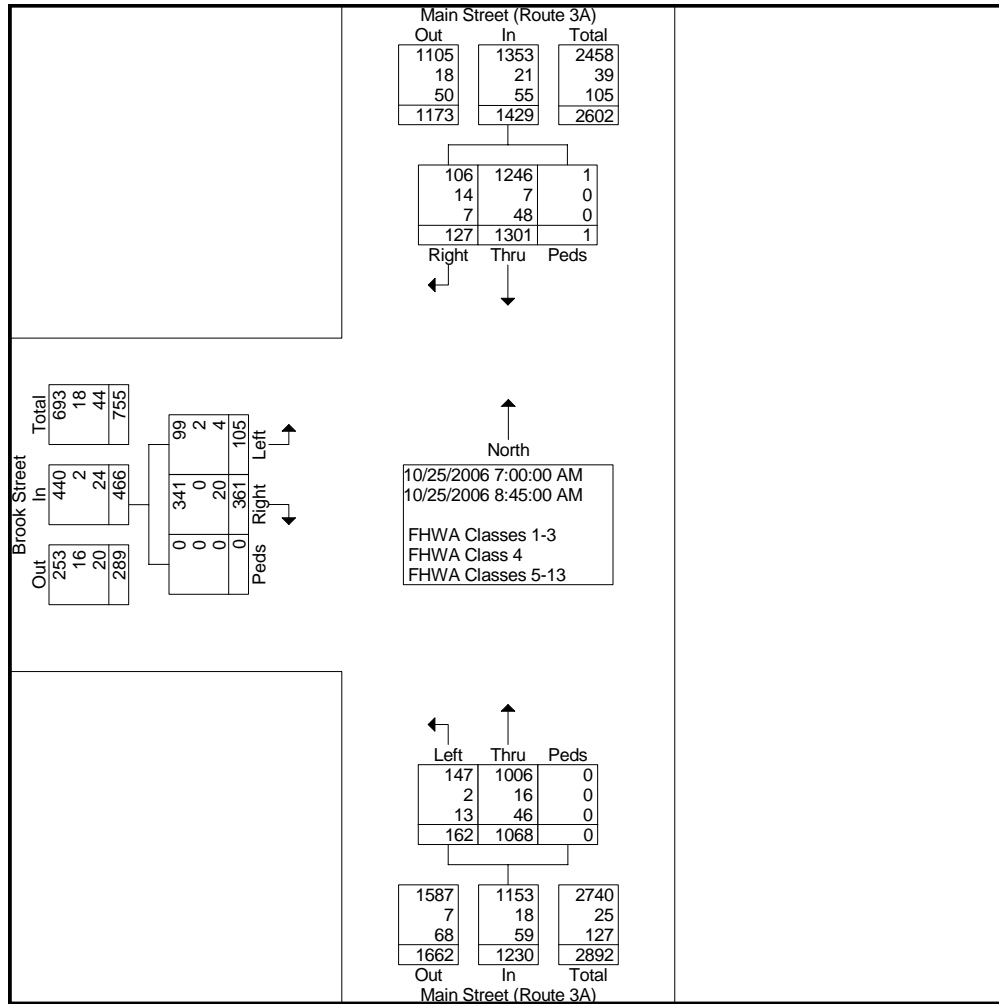 Main Street (Route 3A)
Out In Total
1105 1353 2458
18 21 39
50 55 105
1173 1429 2602
106 1246 1
14 7 0
7 48 0
127 1301 1
Right Thru Peds
Brook Street
Total
693
18
44
755
In
440
2
24
466
Out
253
16
20
289
99
2
4
105
Left
341
0
20
361
Right
0
0
0
0
Peds
North
10/25/2006 7:00:00 AM
10/25/2006 8:45:00 AM
FHWA Classes 1-3
FHWA Class 4
FHWA Classes 5-13
Left Thru Peds
147 1006 0
2 16 0
13 46 0
162 1068 0
1587 1153 2740
7 18 25
68 59 127
1662 1230 2892
Out In Total
Main Street (Route 3A)